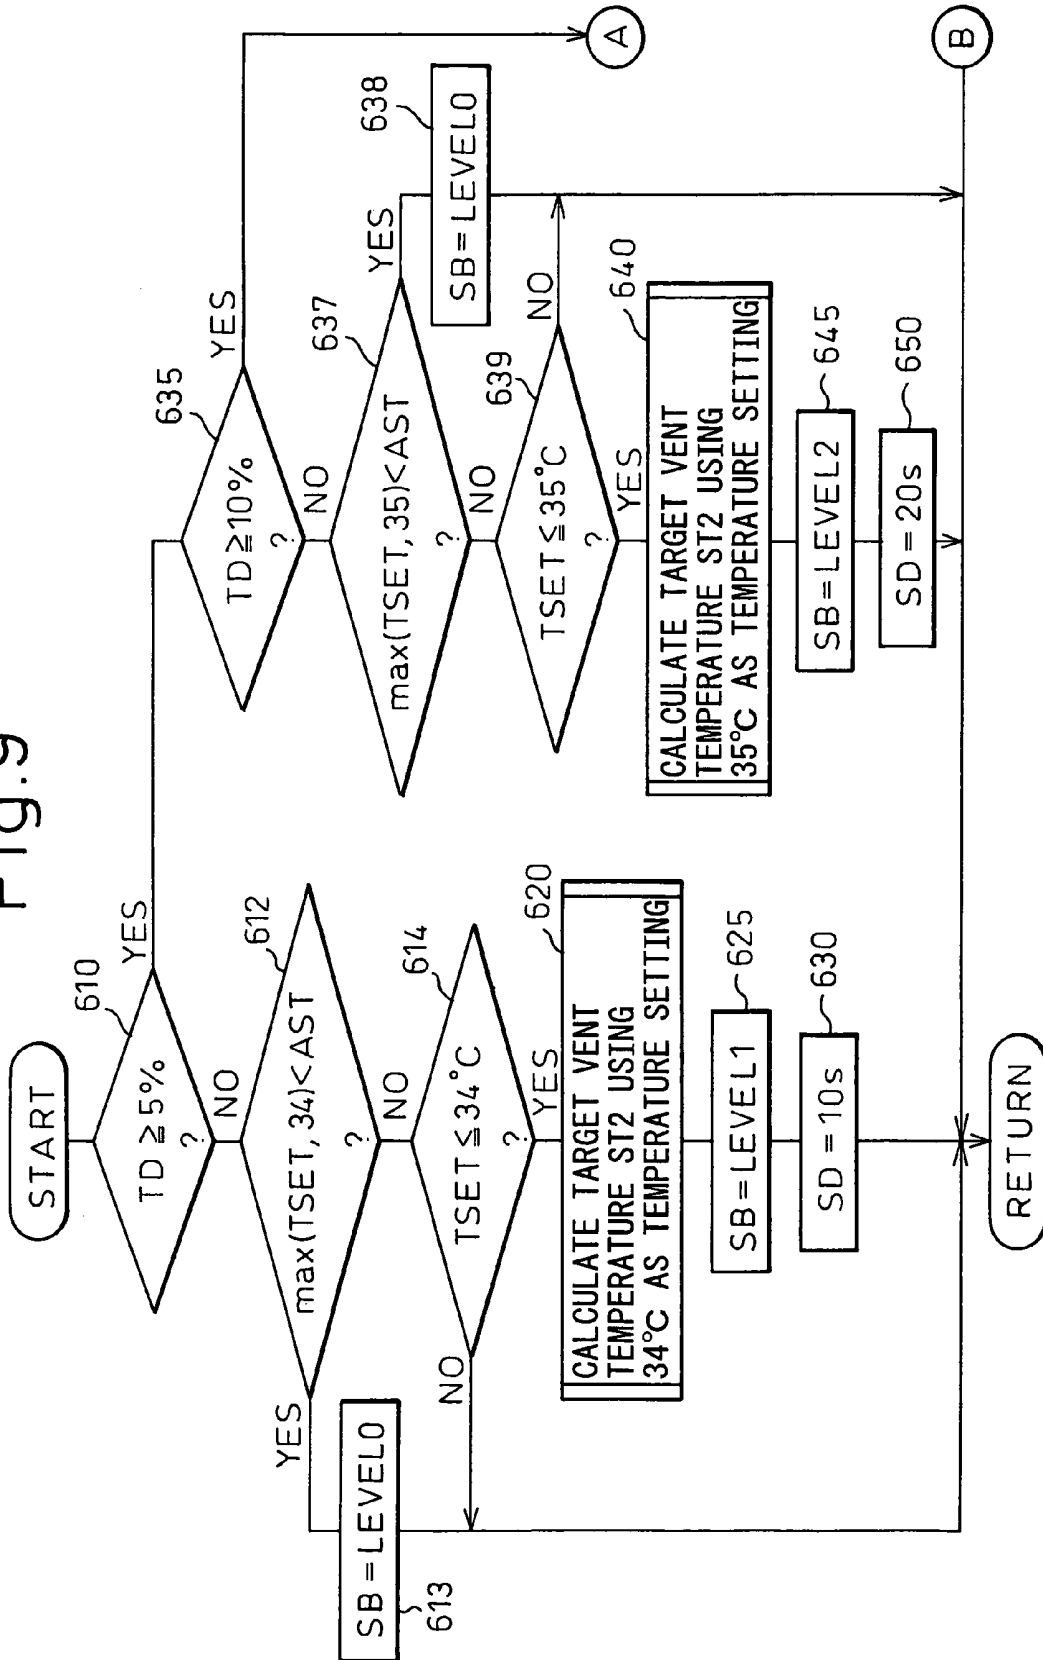 Fig.9
START
610
TD ≧ 5%
?
YES
NO
612
max(TSET,34)<AST
?
YES
SB = LEVEL0
613
NO
614
TSET≦34°C
?
NO
YES
620
CALCULATE TARGET VENT
TEMPERATURE ST2 USING
34°C AS TEMPERATURE SETTING
SB=LEVEL1
625
SD = 10s
630
RETURN
635
TD≧10%
?
YES
NO
637
max(TSET,35)<AST
?
YES
638
SB = LEVEL0
NO
639
TSET≦35°C
?
NO
YES
640
CALCULATE TARGET VENT
TEMPERATURE ST2 USING
35°C AS TEMPERATURE SETTING
SB=LEVEL2
645
SD = 20s
650
A
B